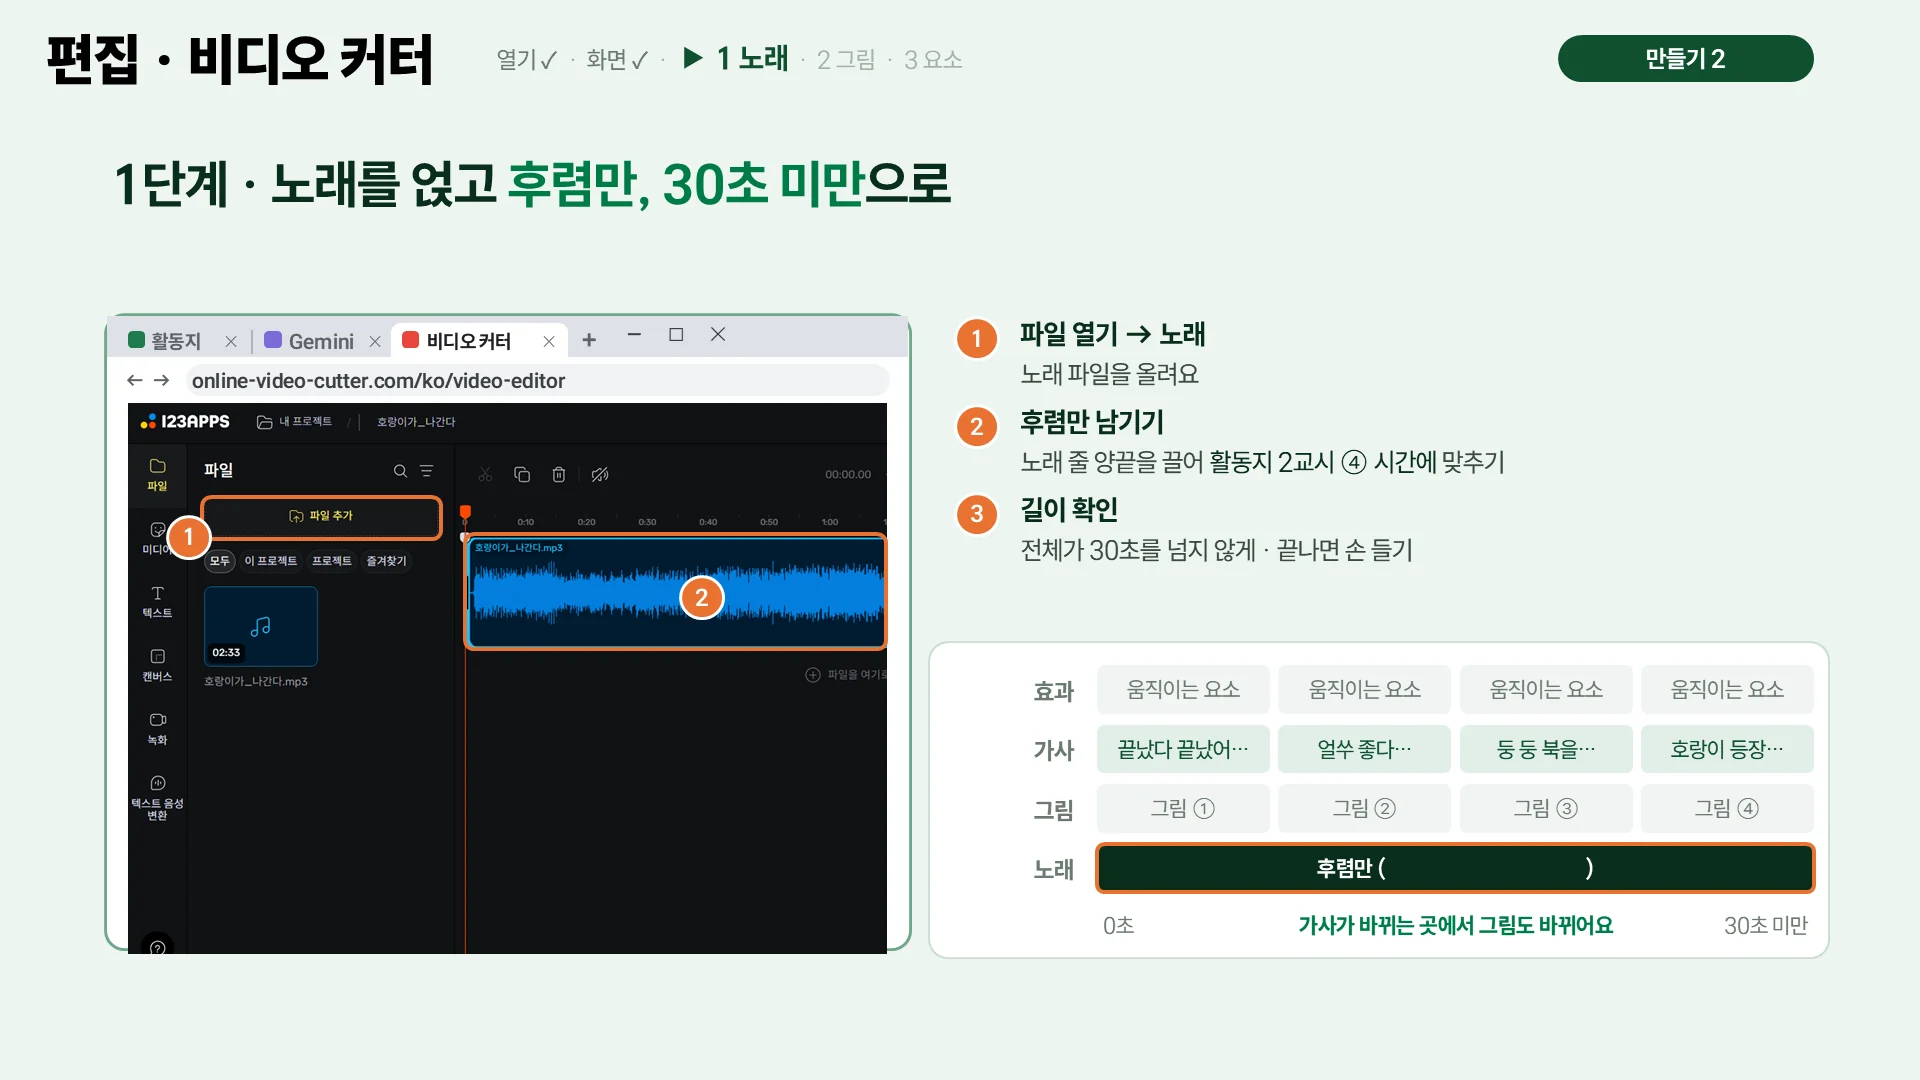 편집 · 비디오 커터
열기✓ · 화면✓ · ▶ 1 노래 · 2 그림 · 3 요소
만들기 2
1단계 · 노래를 얹고 후렴만, 30초 미만으로
활동지 × Gemini × 비디오 커터 × +
← → online-video-cutter.com/ko/video-editor
123APPS 내 프로젝트 / 호랑이가_나간다
파일
파일
00:00.00
파일 추가
0 0:10 0:20 0:30 0:40 0:50 1:00 1
미디어
1
호랑이가_나간다.mp3
모두 이 프로젝트 프로젝트 즐겨찾기
2
텍스트
02:33
호랑이가_나간다.mp3
파일을 여기로
캔버스
녹화
텍스트 음성
변환
?
1 파일 열기 → 노래
노래 파일을 올려요
2 후렴만 남기기
노래 줄 양끝을 끌어 활동지 2교시 ④ 시간에 맞추기
3 길이 확인
전체가 30초를 넘지 않게 · 끝나면 손 들기
효과 움직이는 요소 움직이는 요소 움직이는 요소 움직이는 요소
가사 끝났다 끝났어… 얼쑤 좋다… 둥 둥 북을… 호랑이 등장…
그림 그림 ① 그림 ② 그림 ③ 그림 ④
노래 후렴만 ( )
0초 가사가 바뀌는 곳에서 그림도 바뀌어요 30초 미만